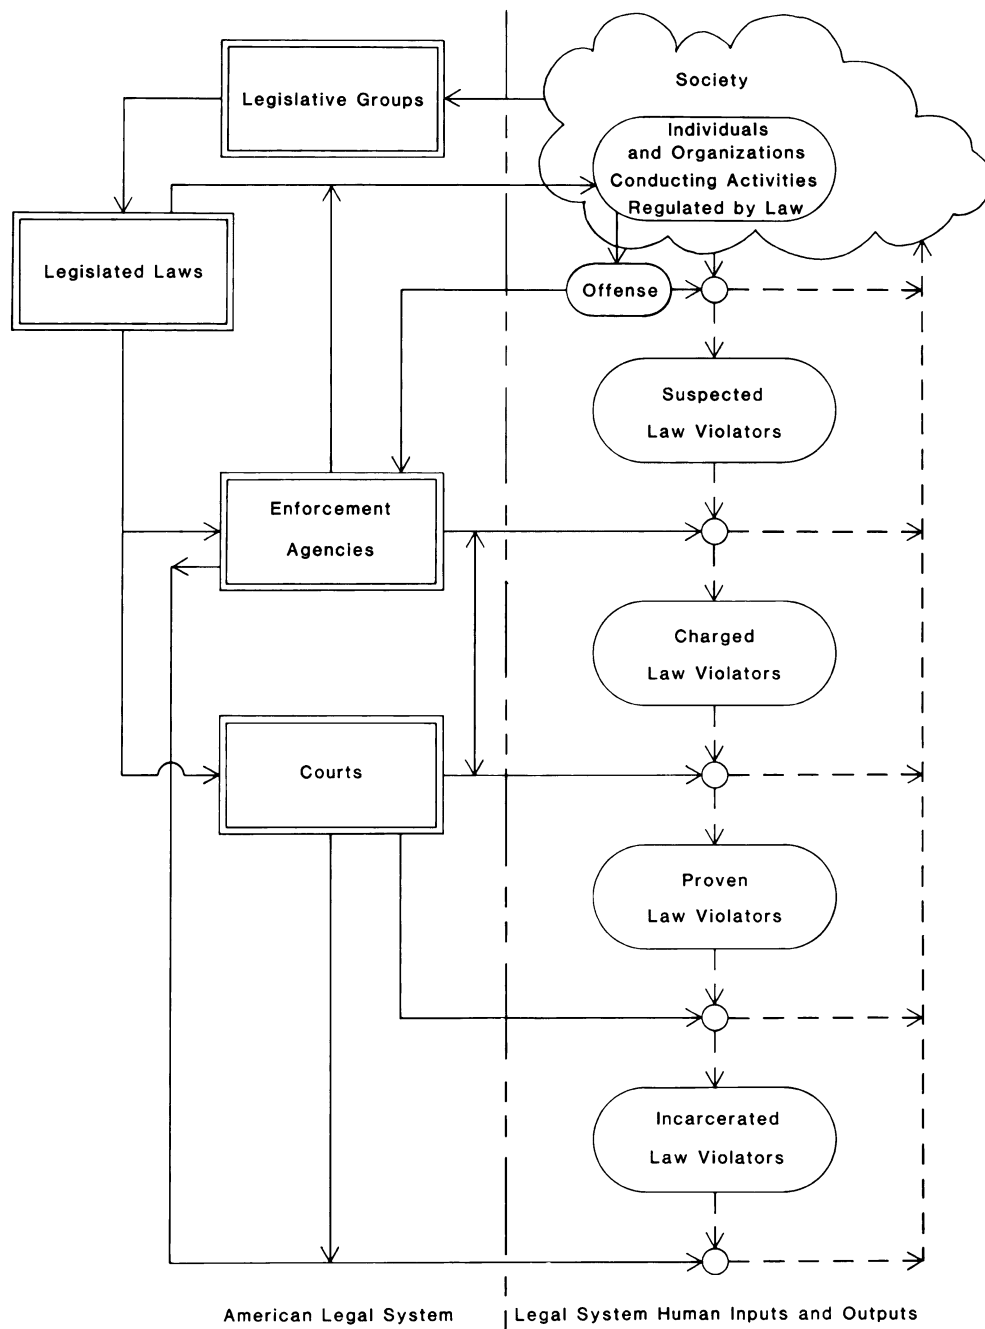 Society
Legislative Groups
Individuals
and Organizations
Conducting Activities
Regulated by Law
Legislated Laws
Offense
Suspected
Law Violators
Enforcement
Agencies
Charged
Law Violators
Courts
Proven
Law Violators
Incarcerated
Law Violators
American Legal System
Legal System Human Inputs and Outputs